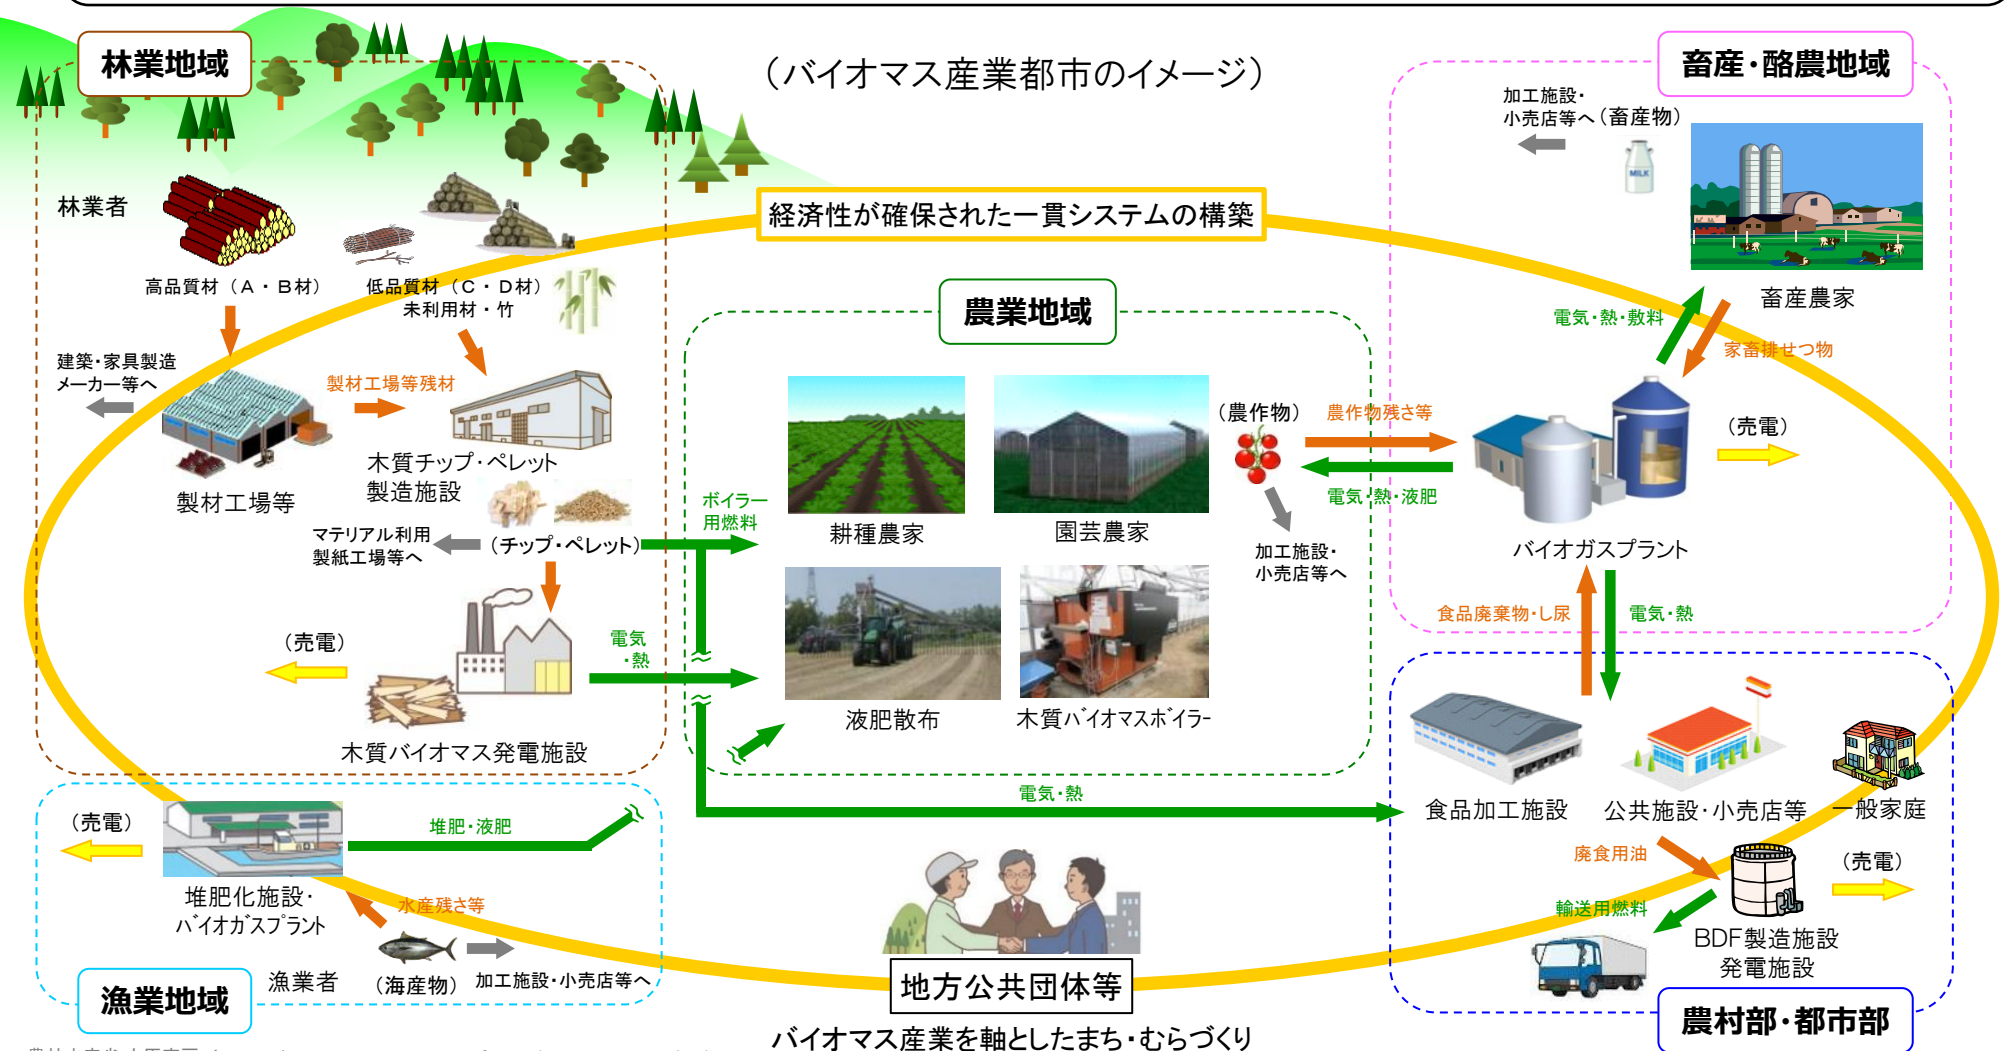 （バイオマス産業都市のイメージ）
林業地域
林業者
高品質材（A・B材）
低品質材（C・D材）
未利用材・竹
建築・家具製造
メーカー等へ
製材工場等残材
製材工場等
木質チップ・ペレット
製造施設
マテリアル利用
製紙工場等へ
（チップ・ペレット）
（売電）
木質バイオマス発電施設
ボイラー
用燃料
電気
・熱
経済性が確保された一貫システムの構築
農業地域
耕種農家
園芸農家
液肥散布
木質バイオマスボイラー
（農作物）
加工施設・
小売店等へ
農作物残さ等
電気・熱・液肥
電気・熱
畜産・酪農地域
加工施設・
小売店等へ（畜産物）
MILK
畜産農家
電気・熱・敷料
家畜排せつ物
（売電）
バイオガスプラント
食品廃棄物・し尿
電気・熱
食品加工施設
公共施設・小売店等
一般家庭
廃食用油
（売電）
輸送用燃料
BDF製造施設
発電施設
農村部・都市部
（売電）
堆肥・液肥
堆肥化施設・
バイオガスプラント
水産残さ等
漁業者
（海産物）
加工施設・小売店等へ
漁業地域
地方公共団体等
バイオマス産業を軸としたまち・むらづくり